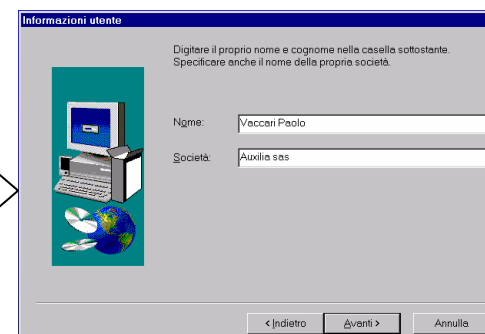 Informazioni utente
Digitare il proprio nome e cognome nella casella sottostante.
Specificare anche il nome della propria società.
Nome: Vaccari Paolo
Società: Auxilia sas
< Indietro Avanti > Annulla